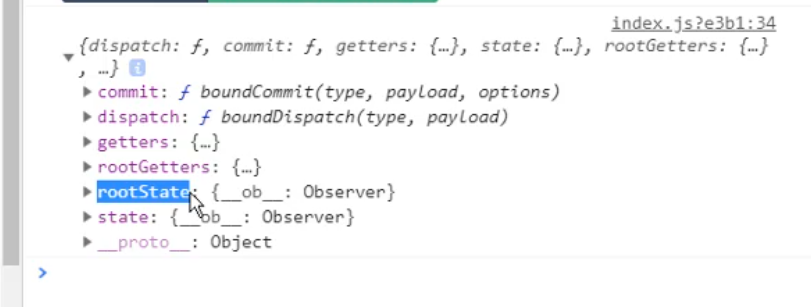 index.js?e3b1:34
{dispatch: ƒ, commit: ƒ, getters: {…}, state: {…}, rootGetters: {…}
, …} i
commit: ƒ boundCommit(type, payload, options)
dispatch: ƒ boundDispatch(type, payload)
getters: {…}
rootGetters: {…}
rootState: {__ob__: Observer}
state: {__ob__: Observer}
__proto__: Object